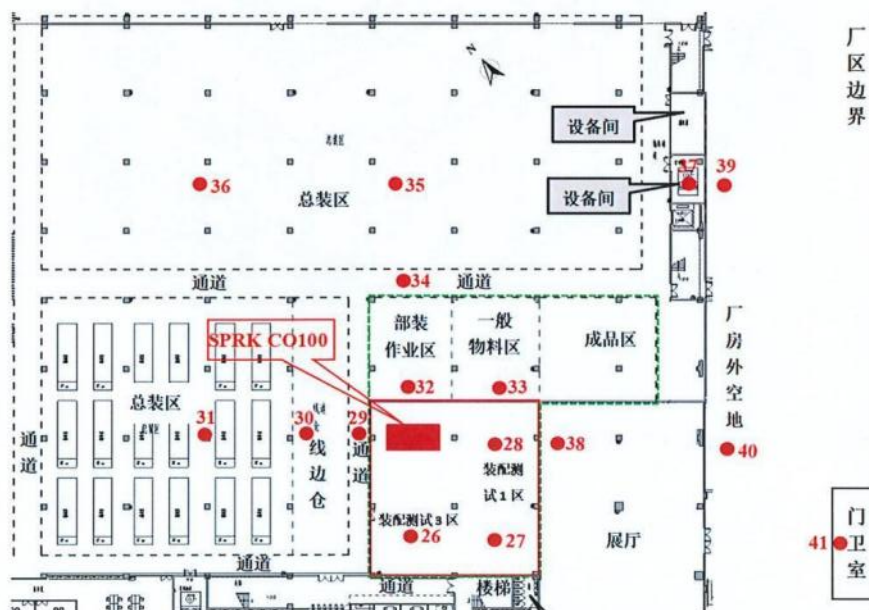 厂区边界
N
设备间
37
39
设备间
36
35
总装区
通道
34
通道
厂房外空地
部装
作业区
一般
物料区
成品区
SPRK CO100
32
33
总装区
31
30
29
28
38
40
通道
线边仓
通道
装配测
试1区
装配测试3区
26
27
展厅
41
门卫室
通道
通道
楼梯